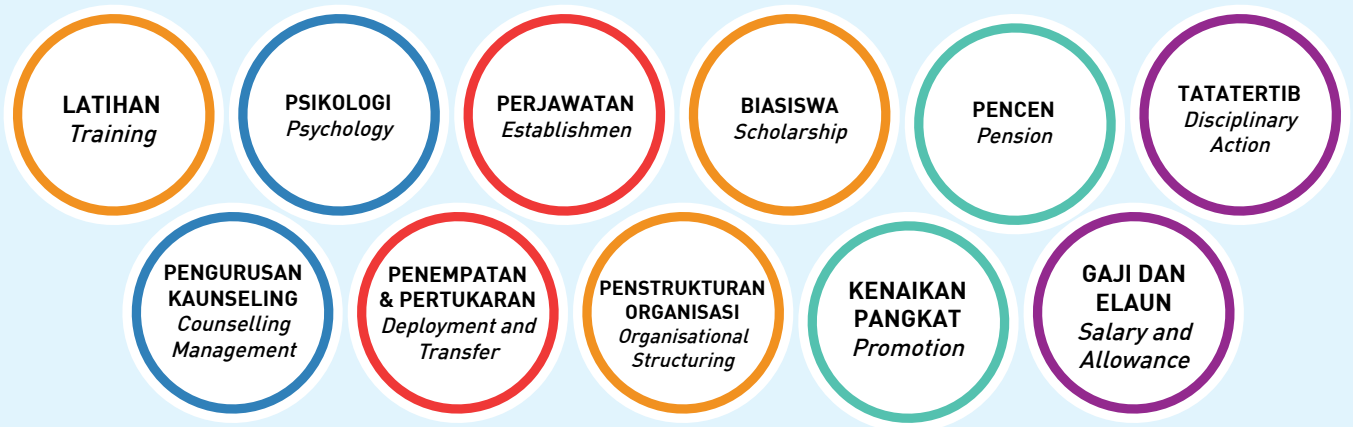 LATIHAN
Training
PSIKOLOGI
Psychology
PERJAWATAN
Establishmen
BIASISWA
Scholarship
PENCEN
Pension
TATATERTIB
Disciplinary
Action
PENGURUSAN
KAUNSELING
Counselling
Management
PENEMPATAN
& PERTUKARAN
Deployment and
Transfer
PENSTRUKTURAN
ORGANISASI
Organisational
Structuring
KENAIKAN
PANGKAT
Promotion
GAJI DAN
ELAUN
Salary and
Allowance